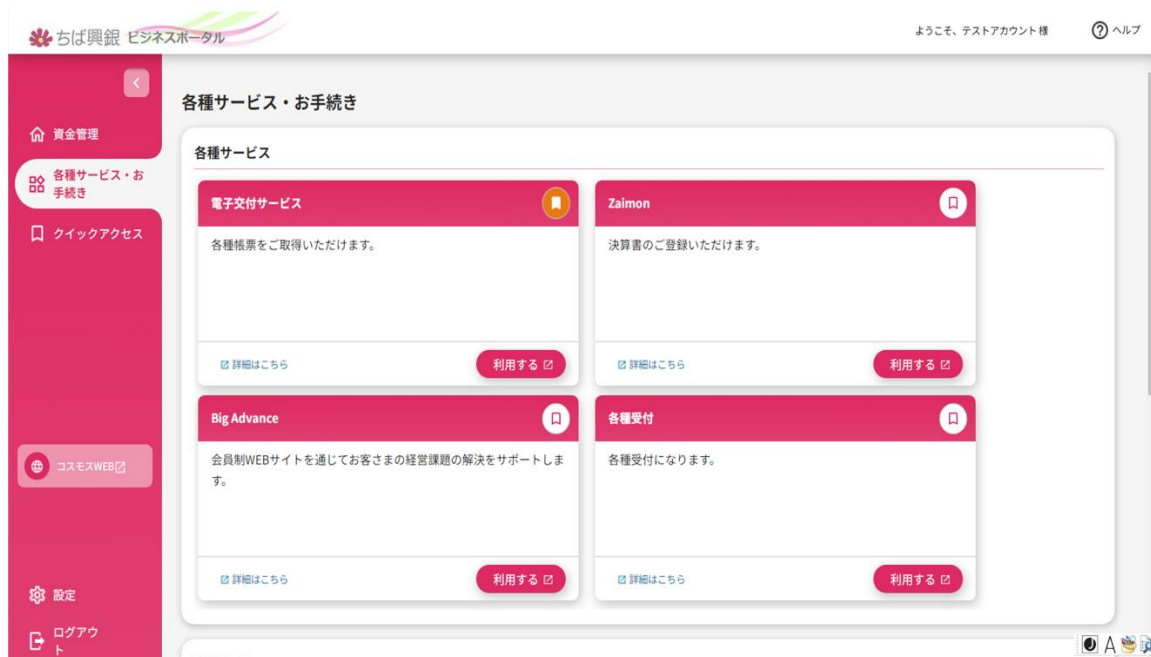 ちば興銀 ビジネスポータル
ようこそ、テストアカウント 様
ヘルプ
資金管理
各種サービス・お
手続き
クイックアクセス
コスモスWEB
設定
ログアウ
ト
各種サービス・お手続き
各種サービス
電子交付サービス
各種帳票をご取得いただけます。
詳細はこちら
利用する
Zaimon
決算書のご登録いただけます。
詳細はこちら
利用する
Big Advance
会員制WEBサイトを通じてお客さまの経営課題の解決をサポートしま
す。
詳細はこちら
利用する
各種受付
各種受付になります。
詳細はこちら
利用する
A